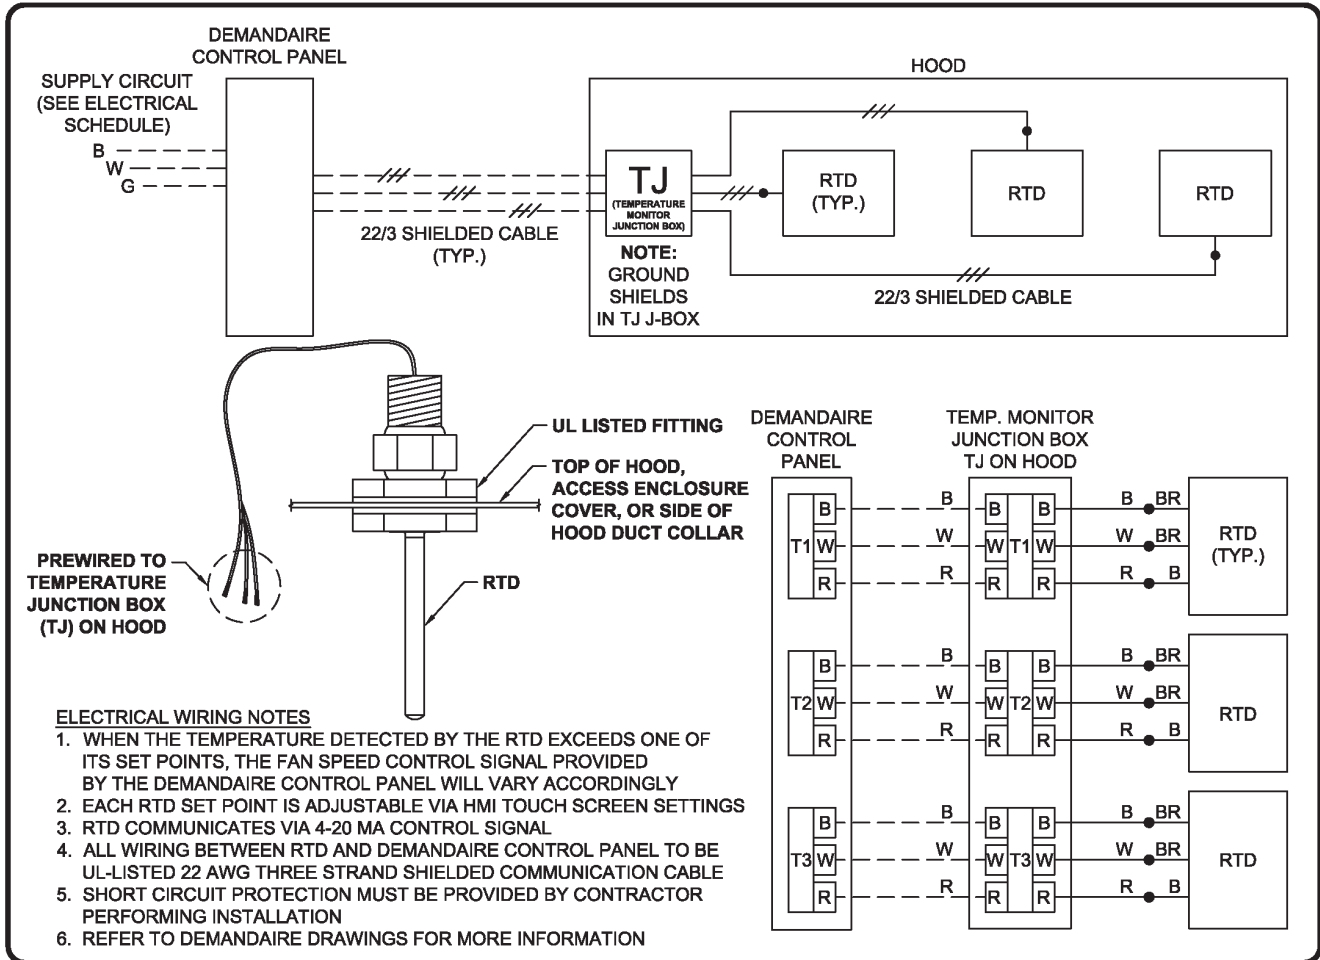 DEMANDAIRE
CONTROL PANEL
SUPPLY CIRCUIT
(SEE ELECTRICAL
SCHEDULE)
B
W
G
22/3 SHIELDED CABLE
(TYP.)
HOOD
TJ
(TEMPERATURE
MONITOR
JUNCTION BOX)
NOTE:
GROUND
SHIELDS
IN TJ J-BOX
RTD
(TYP.)
RTD
RTD
22/3 SHIELDED CABLE
UL LISTED FITTING
TOP OF HOOD,
ACCESS ENCLOSURE
COVER, OR SIDE OF
HOOD DUCT COLLAR
RTD
PREWIRED TO
TEMPERATURE
JUNCTION BOX
(TJ) ON HOOD
DEMANDAIRE
CONTROL
PANEL
TEMP. MONITOR
JUNCTION BOX
TJ ON HOOD
B B B B B BR
T1 W W W T1 W W BR
R R R R R B
RTD
(TYP.)
B B B B B BR
T2 W W W T2 W W BR
R R R R R B
RTD
B B B B B BR
T3 W W W T3 W W BR
R R R R R B
RTD
ELECTRICAL WIRING NOTES
1. WHEN THE TEMPERATURE DETECTED BY THE RTD EXCEEDS ONE OF
ITS SET POINTS, THE FAN SPEED CONTROL SIGNAL PROVIDED
BY THE DEMANDAIRE CONTROL PANEL WILL VARY ACCORDINGLY
2. EACH RTD SET POINT IS ADJUSTABLE VIA HMI TOUCH SCREEN SETTINGS
3. RTD COMMUNICATES VIA 4-20 MA CONTROL SIGNAL
4. ALL WIRING BETWEEN RTD AND DEMANDAIRE CONTROL PANEL TO BE
UL-LISTED 22 AWG THREE STRAND SHIELDED COMMUNICATION CABLE
5. SHORT CIRCUIT PROTECTION MUST BE PROVIDED BY CONTRACTOR
PERFORMING INSTALLATION
6. REFER TO DEMANDAIRE DRAWINGS FOR MORE INFORMATION